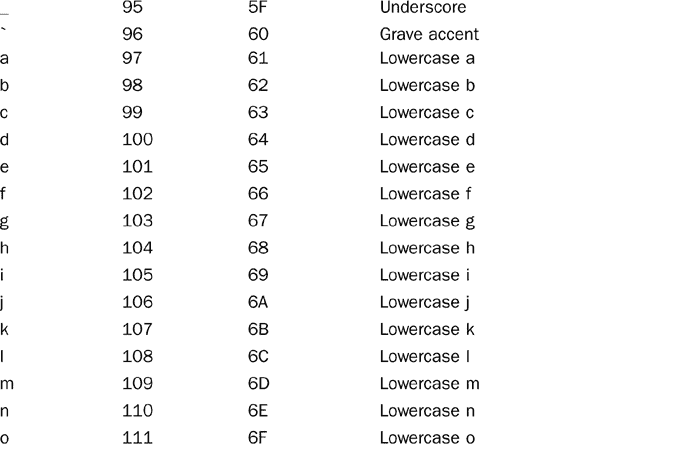 _ 95 5F Underscore
` 96 60 Grave accent
a 97 61 Lowercase a
b 98 62 Lowercase b
c 99 63 Lowercase c
d 100 64 Lowercase d
e 101 65 Lowercase e
f 102 66 Lowercase f
g 103 67 Lowercase g
h 104 68 Lowercase h
i 105 69 Lowercase i
j 106 6A Lowercase j
k 107 6B Lowercase k
l 108 6C Lowercase l
m 109 6D Lowercase m
n 110 6E Lowercase n
o 111 6F Lowercase o